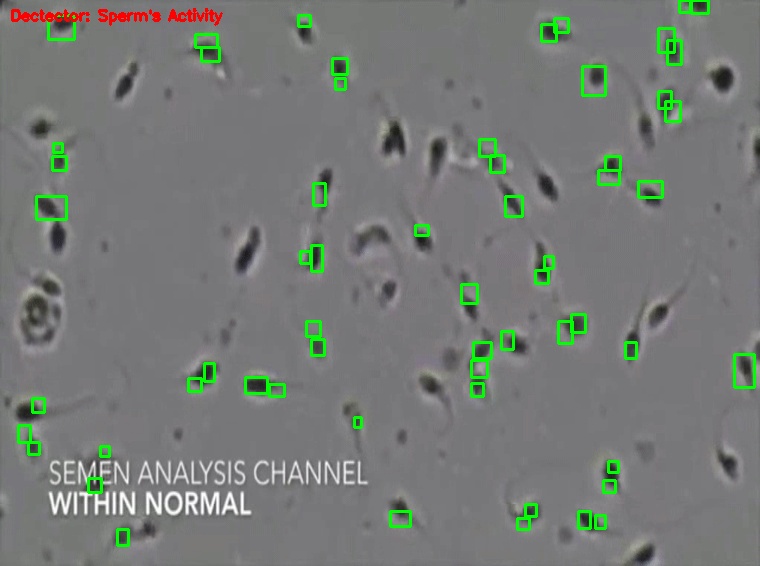 Dectector: Sperm's Activity
SEMEN ANALYSIS CHANNEL
WITHIN NORMAL